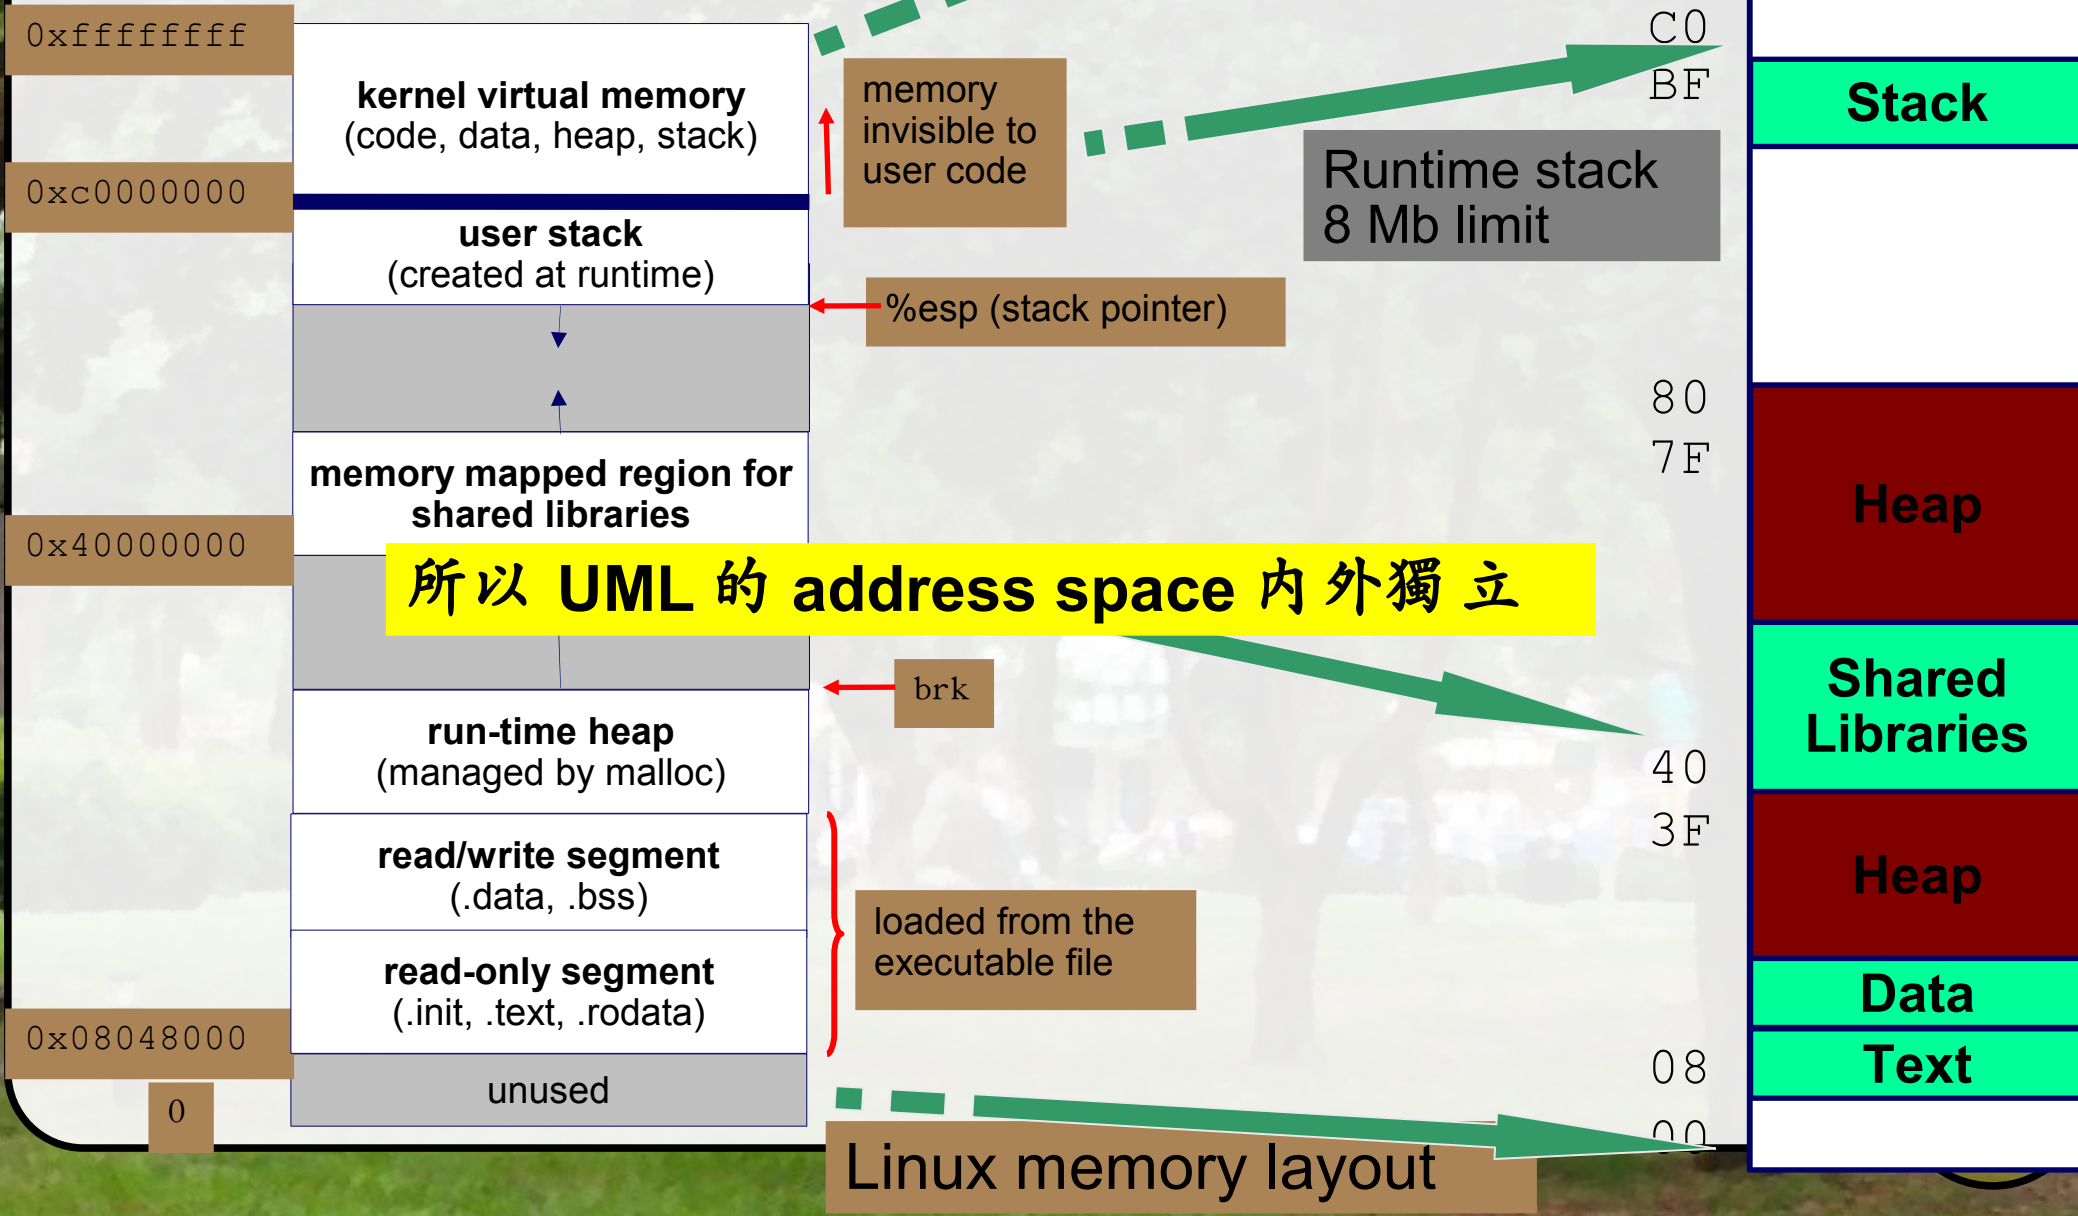 0xffffffff
kernel virtual memory
(code, data, heap, stack)
memory
invisible to
user code
0xc0000000
user stack
(created at runtime)
%esp (stack pointer)
memory mapped region for
shared libraries
0x40000000
所以 UML 的 address space 內外獨立
brk
run-time heap
(managed by malloc)
read/write segment
(.data, .bss)
loaded from the
executable file
read-only segment
(.init, .text, .rodata)
0x08048000
unused
0
Linux memory layout
C0
BF
Stack
Runtime stack
8 Mb limit
80
7F
Heap
Shared
Libraries
40
3F
Heap
Data
08
Text
00